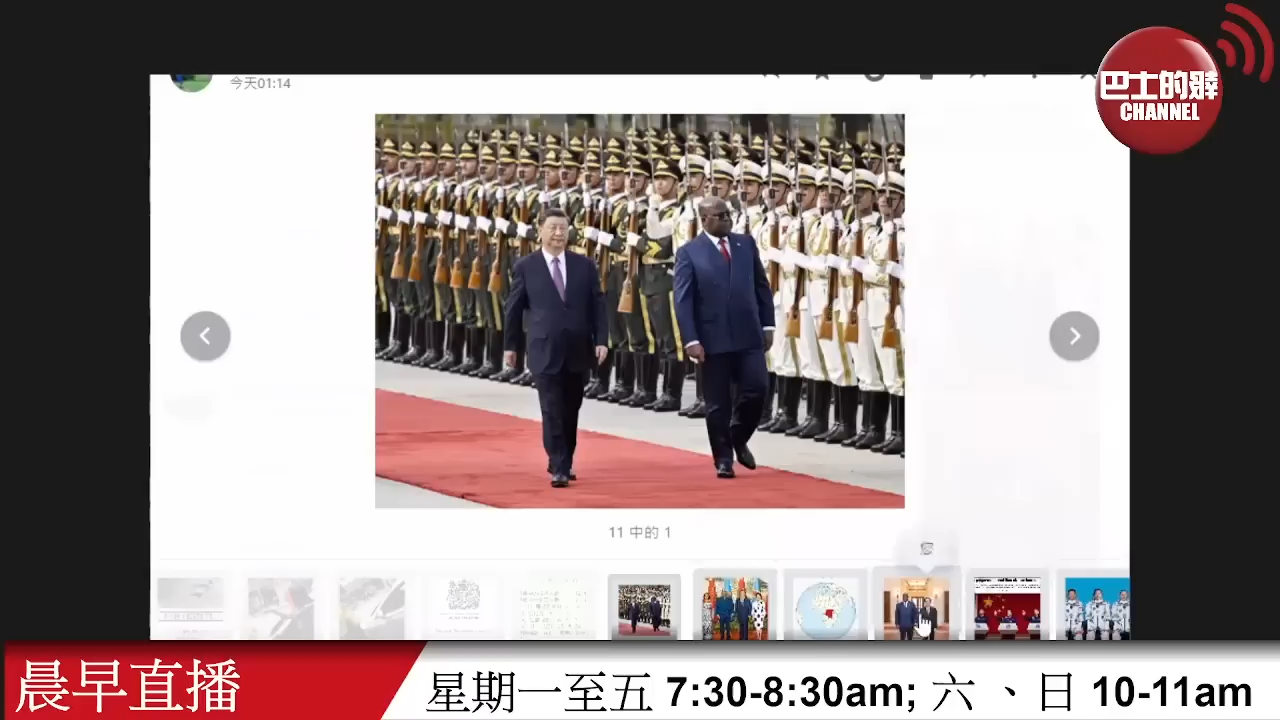 今天01:14
巴士的報
CHANNEL
11 中的 1
晨早直播
星期一至五 7:30-8:30am; 六 、日 10-11am